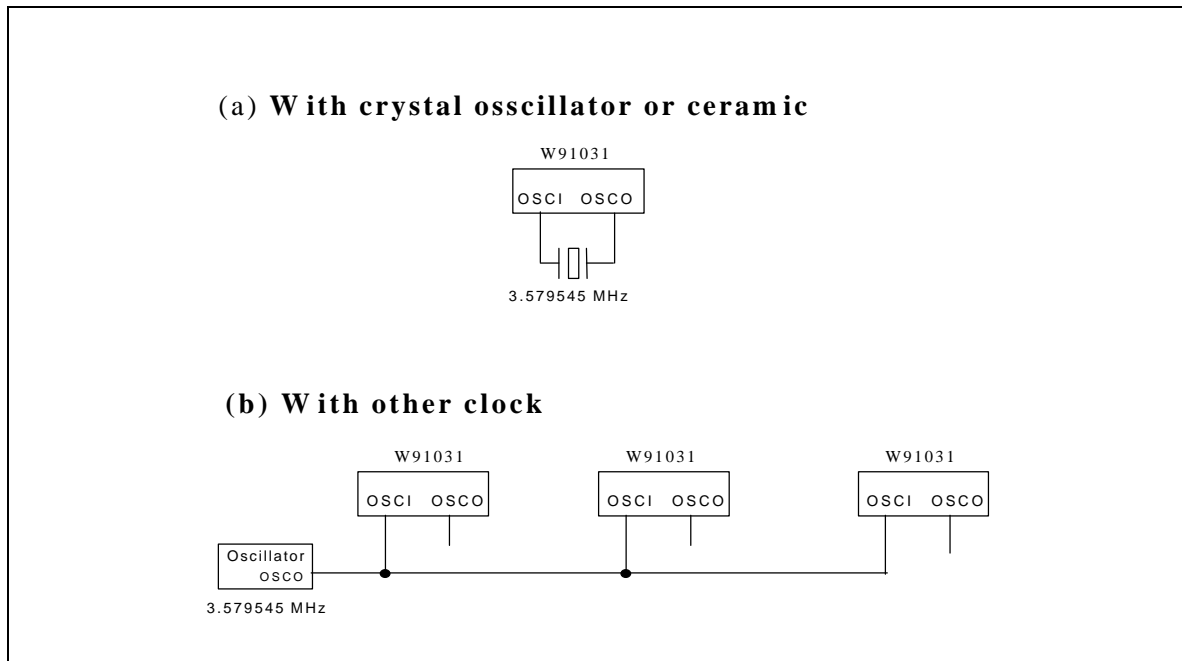 (a) With crystal osscillator or ceramic
W91031
OSCI OSCO
3.579545 MHz
(b) With other clock
W91031 W91031 W91031
OSCI OSCO OSCI OSCO OSCI OSCO
Oscillator
OSCO
3.579545 MHz